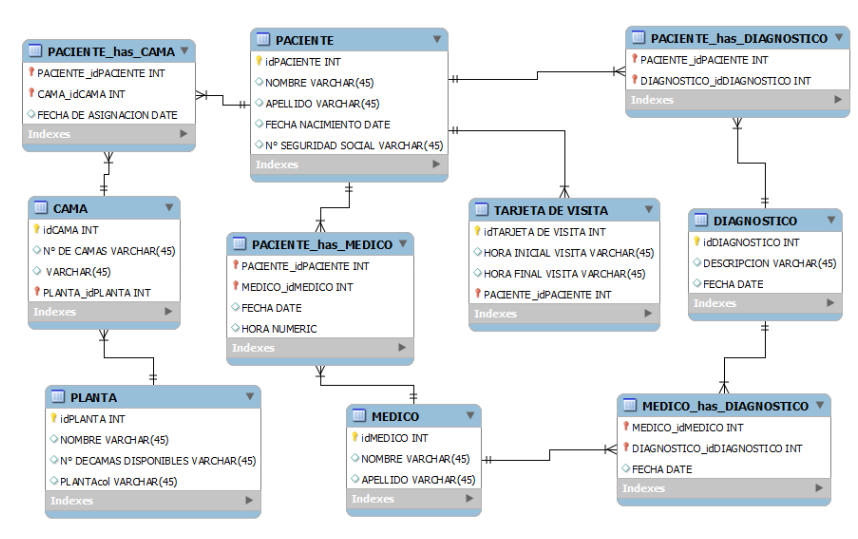 PACIENTE_has_CAMA
PACIENTE_idPACIENTE INT
CAMA_idCAMA INT
FECHA DE ASIGNACION DATE
Indexes
PACIENTE
idPACIENTE INT
NOMBRE VARCHAR(45)
APELLIDO VARCHAR(45)
FECHA NACIMIENTO DATE
Nº SEGURIDAD SOCIAL VARCHAR(45)
Indexes
PACIENTE_has_DIAGNOSTICO
PACIENTE_idPACIENTE INT
DIAGNOSTICO_idDIAGNOSTICO INT
Indexes
CAMA
idCAMA INT
Nº DE CAMAS VARCHAR(45)
VARCHAR(45)
PLANTA_idPLANTA INT
Indexes
PACIENTE_has_MEDICO
PACIENTE_idPACIENTE INT
MEDICO_idMEDICO INT
FECHA DATE
HORA NUMERIC
Indexes
TARJETA DE VISITA
idTARJETA DE VISITA INT
HORA INICIAL VISITA VARCHAR(45)
HORA FINAL VISITA VARCHAR(45)
PACIENTE_idPACIENTE INT
Indexes
DIAGNOSTICO
idDIAGNOSTICO INT
DESCRIPCION VARCHAR(45)
FECHA DATE
Indexes
PLANTA
idPLANTA INT
NOMBRE VARCHAR(45)
Nº DECAMAS DISPONIBLES VARCHAR(45)
PLANTAcol VARCHAR(45)
Indexes
MEDICO
idMEDICO INT
NOMBRE VARCHAR(45)
APELLIDO VARCHAR(45)
Indexes
MEDICO_has_DIAGNOSTICO
MEDICO_idMEDICO INT
DIAGNOSTICO_idDIAGNOSTICO INT
FECHA DATE
Indexes